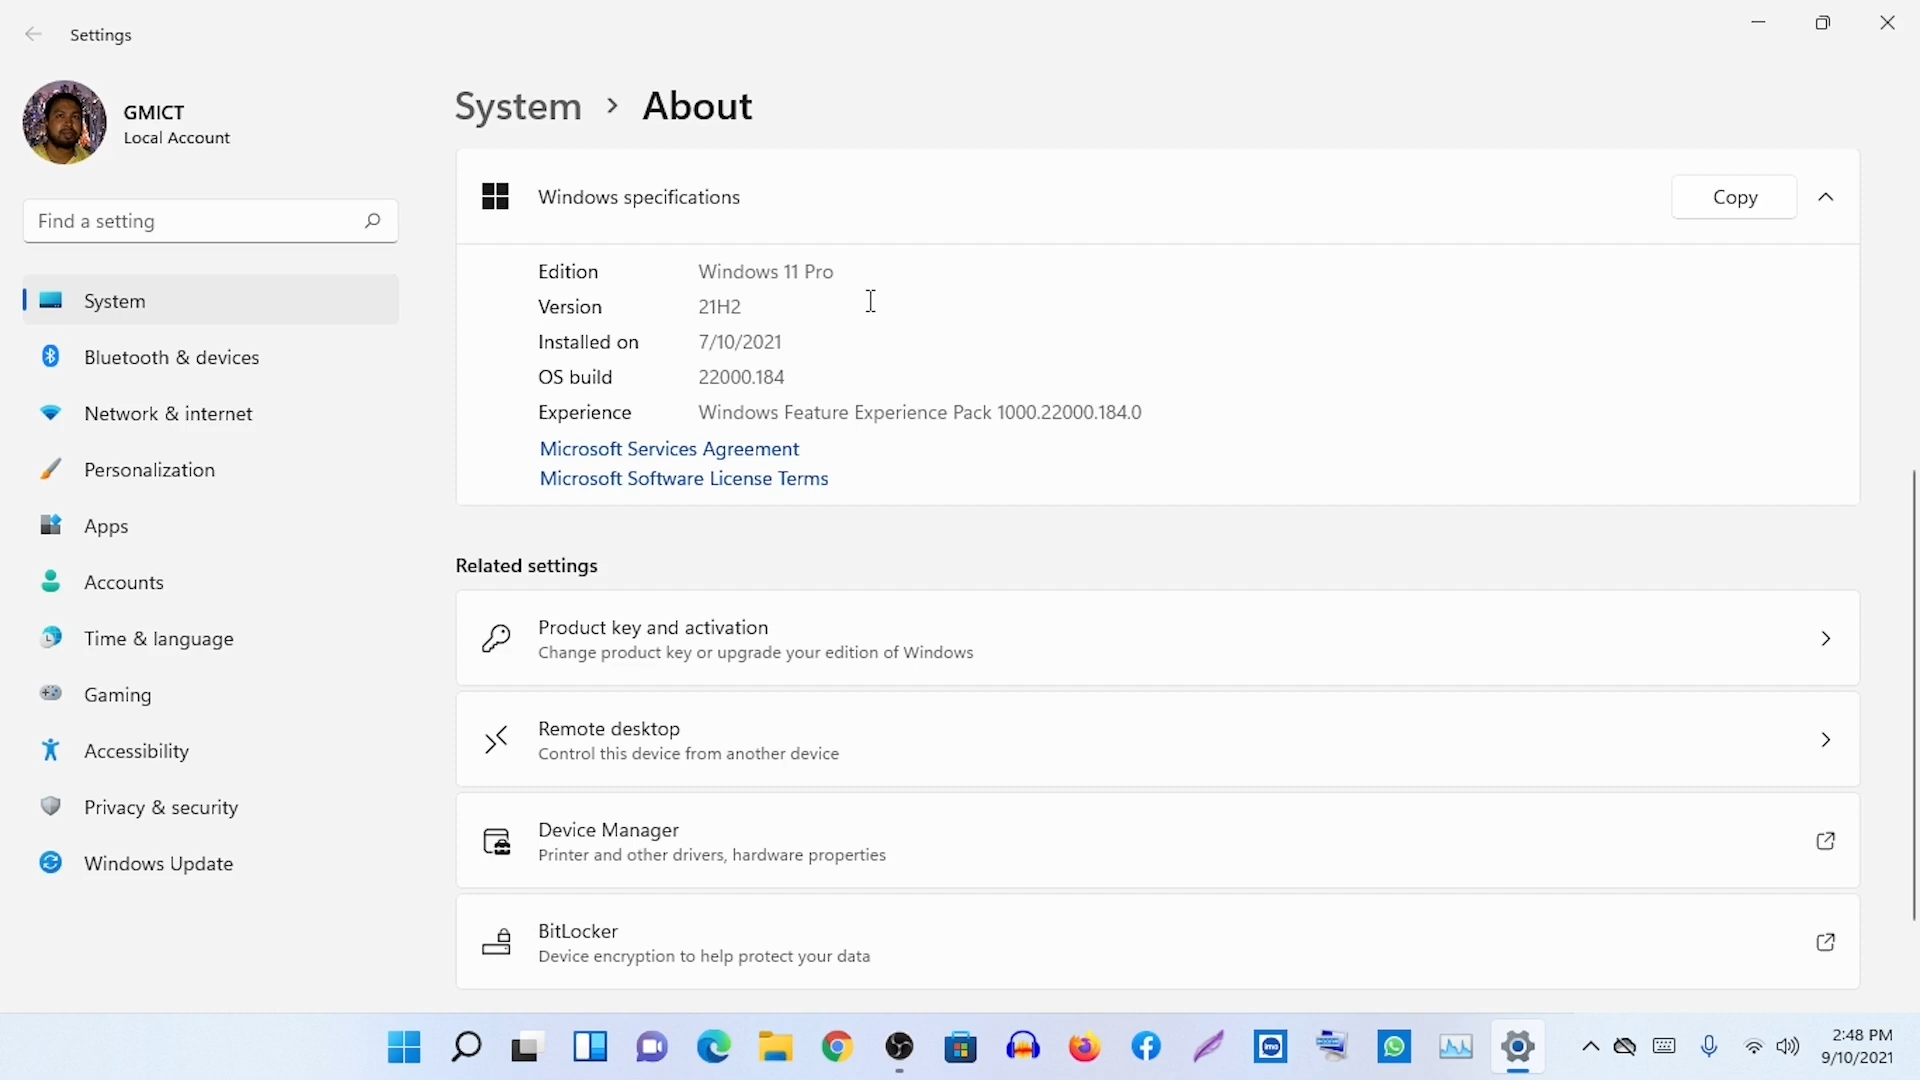 Settings
GMICT
Local Account
Find a setting
System
Bluetooth & devices
Network & internet
Personalization
Apps
Accounts
Time & language
Gaming
Accessibility
Privacy & security
Windows Update
System > About
Windows specifications
Copy
Edition Windows 11 Pro
Version 21H2
Installed on 7/10/2021
OS build 22000.184
Experience Windows Feature Experience Pack 1000.22000.184.0
Microsoft Services Agreement
Microsoft Software License Terms
Related settings
Product key and activation
Change product key or upgrade your edition of Windows
Remote desktop
Control this device from another device
Device Manager
Printer and other drivers, hardware properties
BitLocker
Device encryption to help protect your data
imo
2:48 PM
9/10/2021